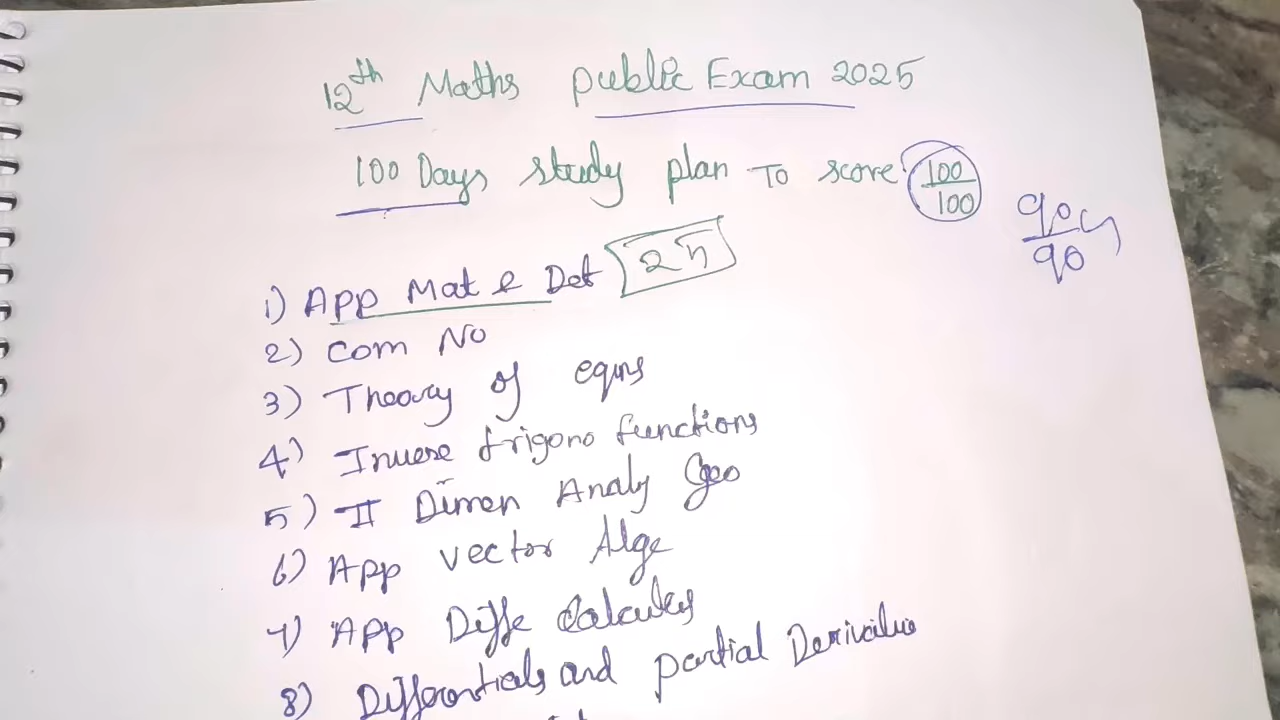 12th Maths public Exam 2025
100 Days study plan To score 100/100
90/90
1) App Mat & Det 25
2) Com No
3) Theory of eqns
4) Inverse trigono functions
5) II Dimen Analy Geo
6) App vector Alge
7) App Diffe Calculus
8) Differentials and partial Derivative